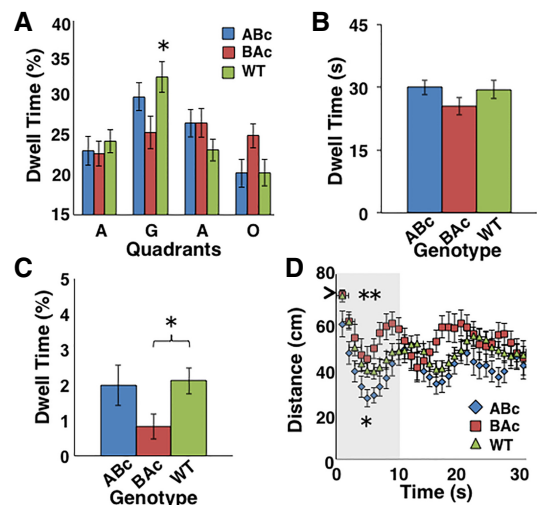 A
Dwell Time (%)
40
35
30
25
20
15
*
ABc
BAc
WT
A G A O
Quadrants
B
Dwell Time (s)
45
30
15
0
ABc BAc WT
Genotype
C
Dwell Time (%)
5
4
3
2
1
0
*
ABc BAc WT
Genotype
D
Distance (cm)
80
60
40
20
0
>
**
*
ABc
BAc
WT
0 10 20 30
Time (s)